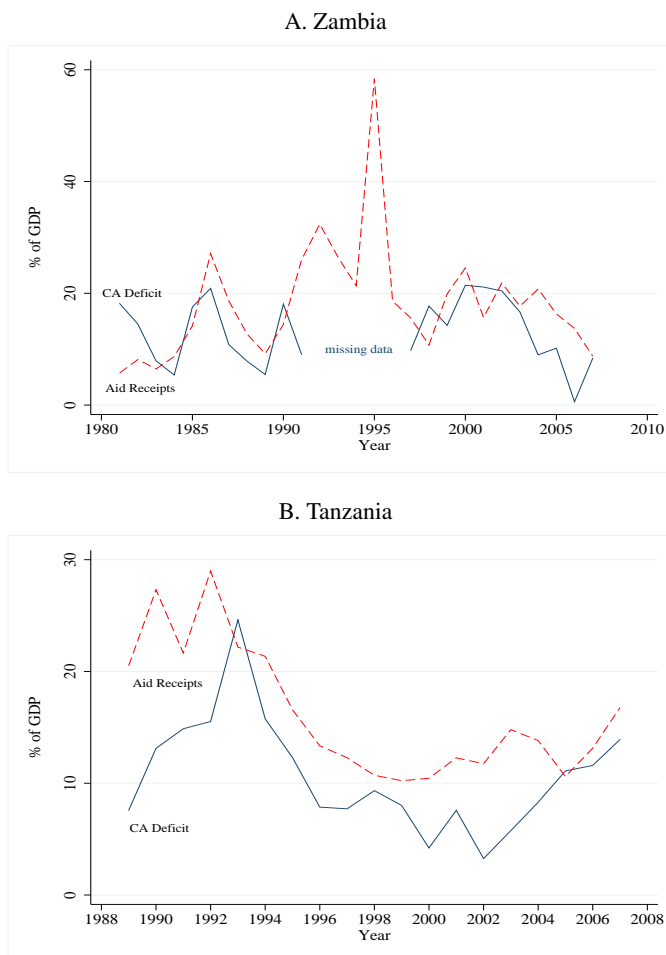 A. Zambia
60
40
20
0
% of GDP
CA Deficit
missing data
Aid Receipts
1980 1985 1990 1995 2000 2005 2010
Year
B. Tanzania
30
20
10
0
% of GDP
Aid Receipts
CA Deficit
1988 1990 1992 1994 1996 1998 2000 2002 2004 2006 2008
Year